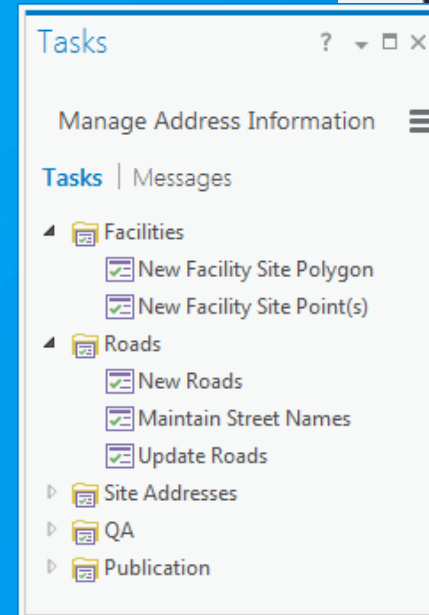 Tasks ?
Manage Address Information
Tasks | Messages
Facilities
New Facility Site Polygon
New Facility Site Point(s)
Roads
New Roads
Maintain Street Names
Update Roads
Site Addresses
QA
Publication